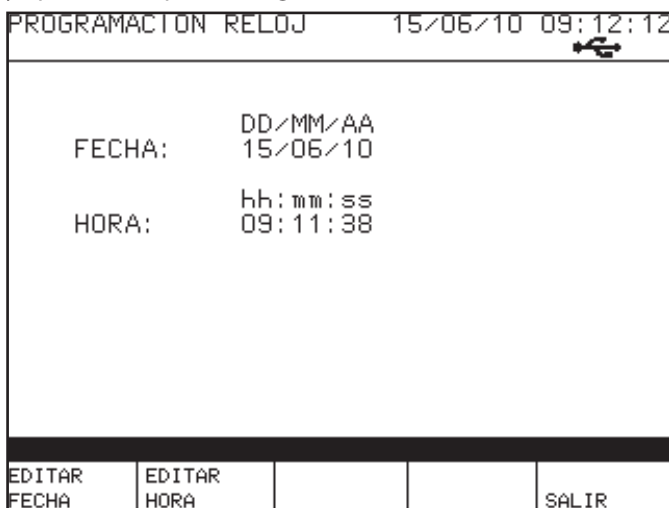 PROGRAMACION RELOJ 15/06/10 09:12:12
DD/MM/AA
FECHA: 15/06/10
hh:mm:ss
HORA: 09:11:38
EDITAR FECHA
EDITAR HORA
SALIR